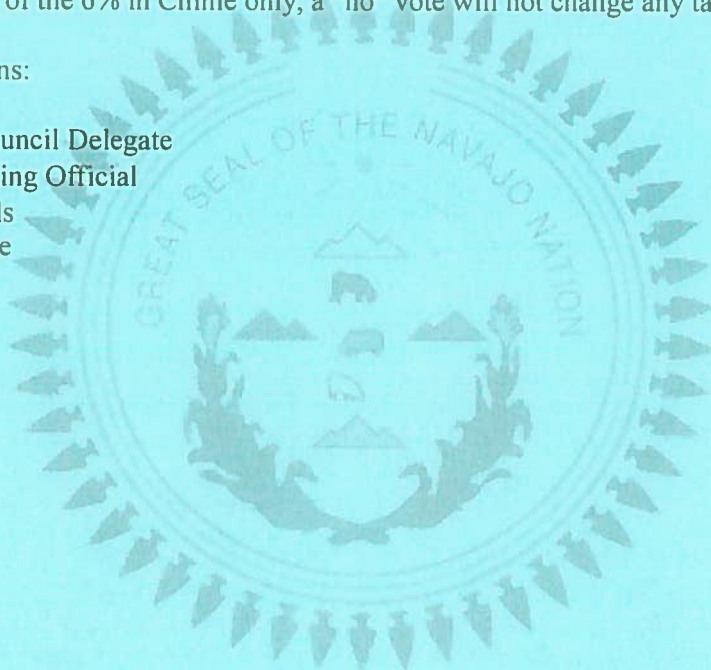 of the 6% in Chinle only, a "no" vote will not change any ta
ns:
uncil Delegate
ing Official
ls
e
GREAT SEAL OF THE NAVAJO NATION